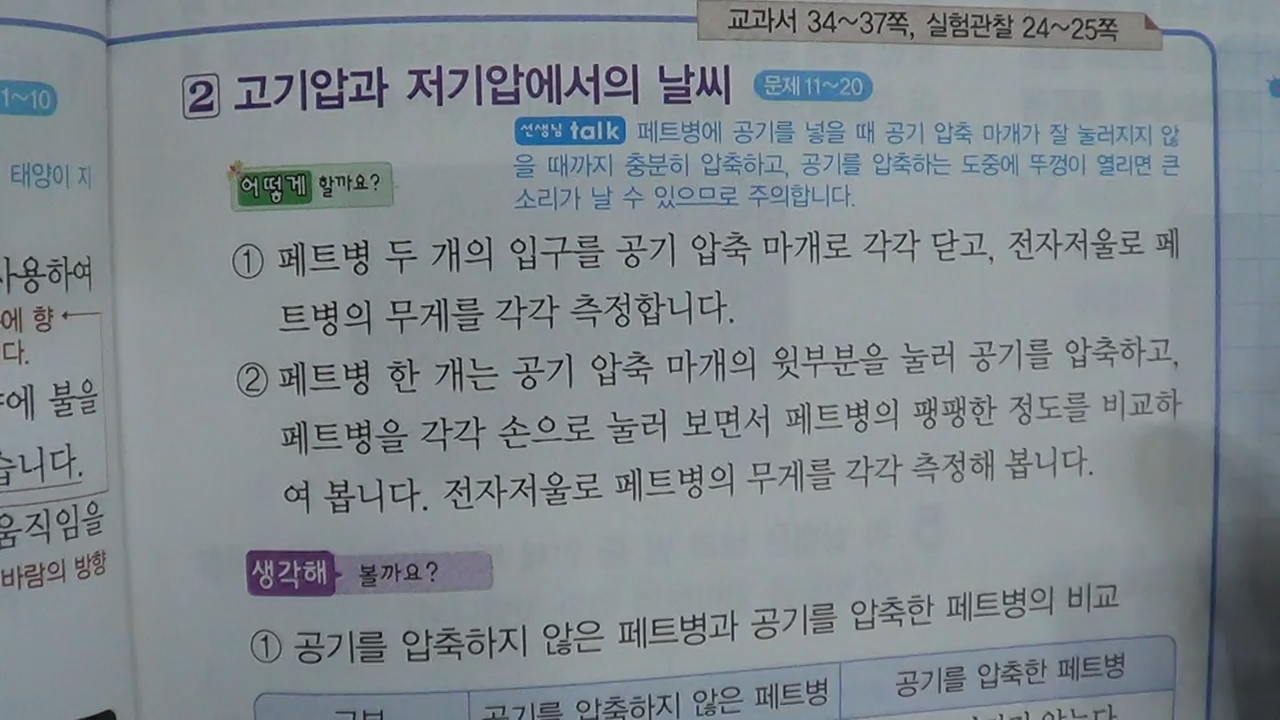 교과서 34~37쪽, 실험관찰 24~25쪽
2 고기압과 저기압에서의 날씨 문제 11~20
선생님 talk 페트병에 공기를 넣을 때 공기 압축 마개가 잘 눌러지지 않
을 때까지 충분히 압축하고, 공기를 압축하는 도중에 뚜껑이 열리면 큰
소리가 날 수 있으므로 주의합니다.
어떻게 할까요?
① 페트병 두 개의 입구를 공기 압축 마개로 각각 닫고, 전자저울로 페
트병의 무게를 각각 측정합니다.
② 페트병 한 개는 공기 압축 마개의 윗부분을 눌러 공기를 압축하고,
페트병을 각각 손으로 눌러 보면서 페트병의 팽팽한 정도를 비교하
여 봅니다. 전자저울로 페트병의 무게를 각각 측정해 봅니다.
생각해 볼까요?
① 공기를 압축하지 않은 페트병과 공기를 압축한 페트병의 비교
공기를 압축하지 않은 페트병 공기를 압축한 페트병
1~10
태양이 지
사용하여
에 향
다.
에 불을
습니다.
움직임을
바람의 방향